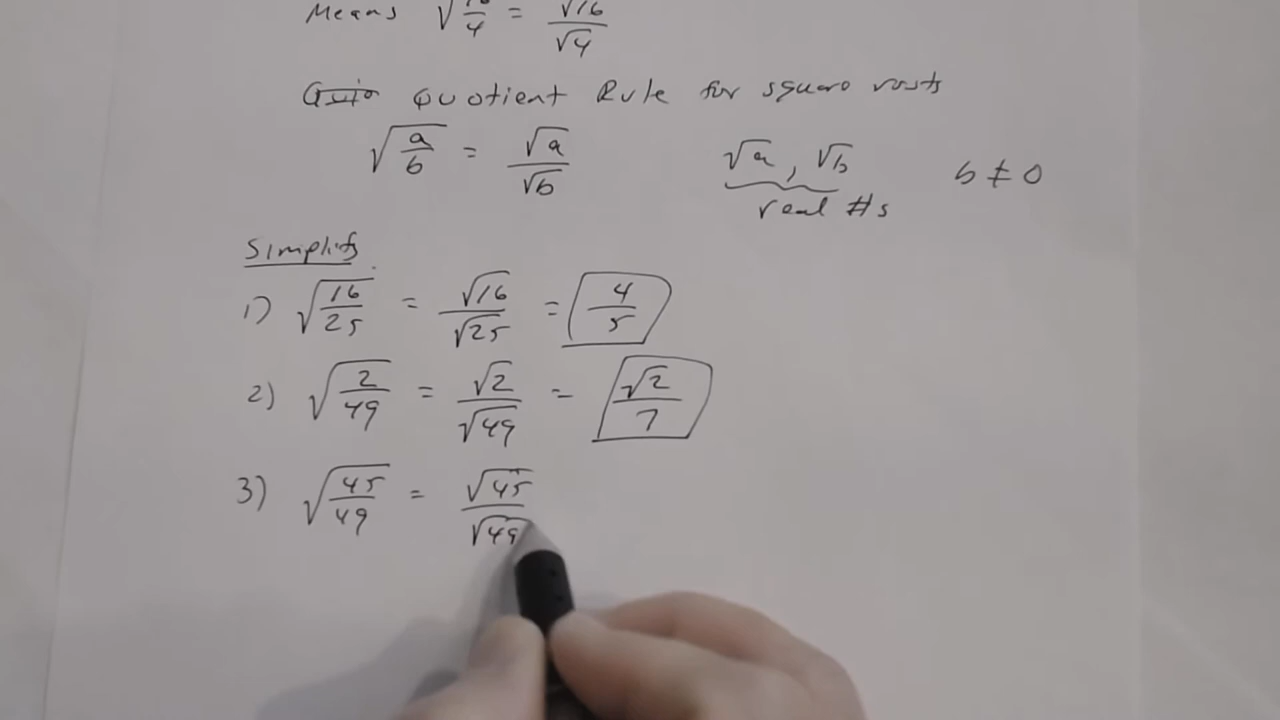 Means √16/4 = √16/√4
Quotient Rule for square roots
√a/b = √a/√b √a, √b b ≠ 0
real #s
Simplify
1) √16/25 = √16/√25 = 4/5
2) √2/49 = √2/√49 = √2/7
3) √45/49 = √45/√49